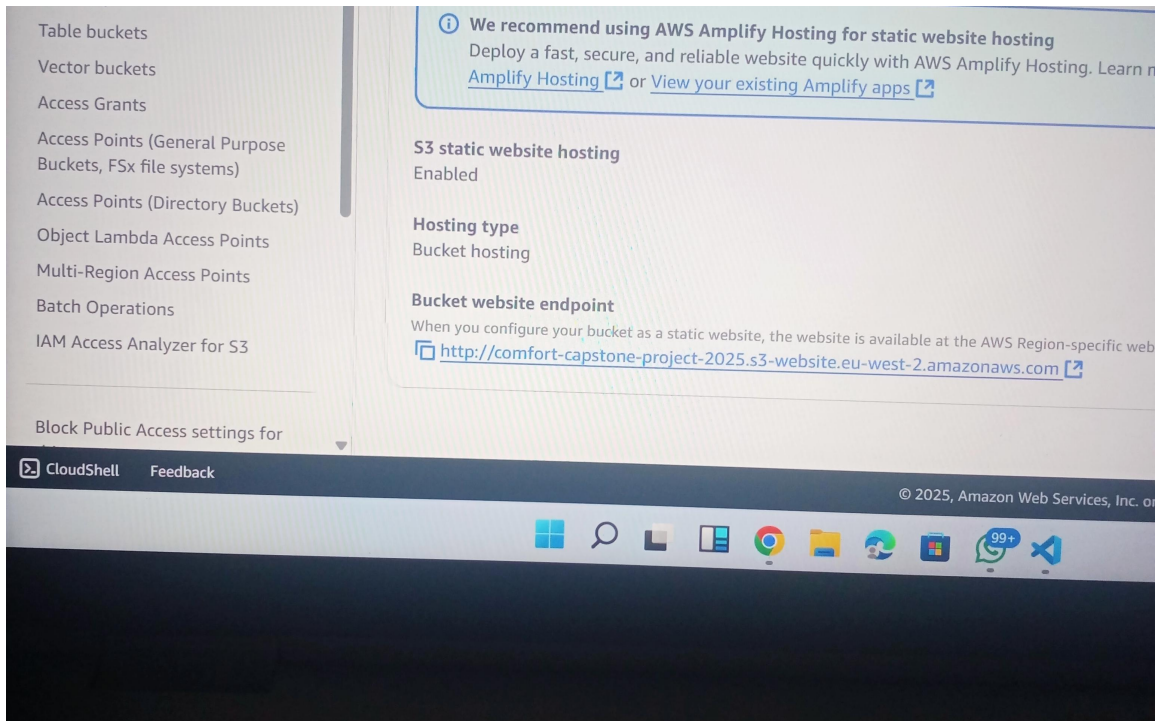 Table buckets
Vector buckets
Access Grants
Access Points (General Purpose
Buckets, FSx file systems)
Access Points (Directory Buckets)
Object Lambda Access Points
Multi-Region Access Points
Batch Operations
IAM Access Analyzer for S3
Block Public Access settings for
We recommend using AWS Amplify Hosting for static website hosting
Deploy a fast, secure, and reliable website quickly with AWS Amplify Hosting. Learn
Amplify Hosting or View your existing Amplify apps
S3 static website hosting
Enabled
Hosting type
Bucket hosting
Bucket website endpoint
When you configure your bucket as a static website, the website is available at the AWS Region-specific web
http://comfort-capstone-project-2025.s3-website.eu-west-2.amazonaws.com
CloudShell Feedback
© 2025, Amazon Web Services, Inc. or
99+